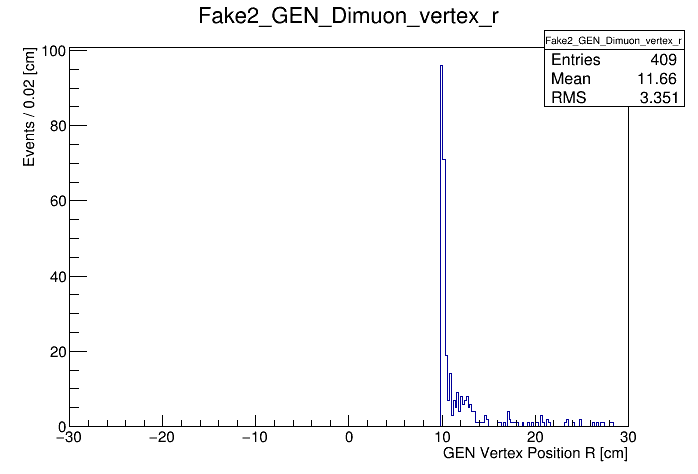 Fake2_GEN_Dimuon_vertex_r
Fake2_GEN_Dimuon_vertex_r
Entries 409
Mean 11.66
RMS 3.351
Events / 0.02 [cm]
100
80
60
40
20
0
−30 −20 −10 0 10 20 30
GEN Vertex Position R [cm]